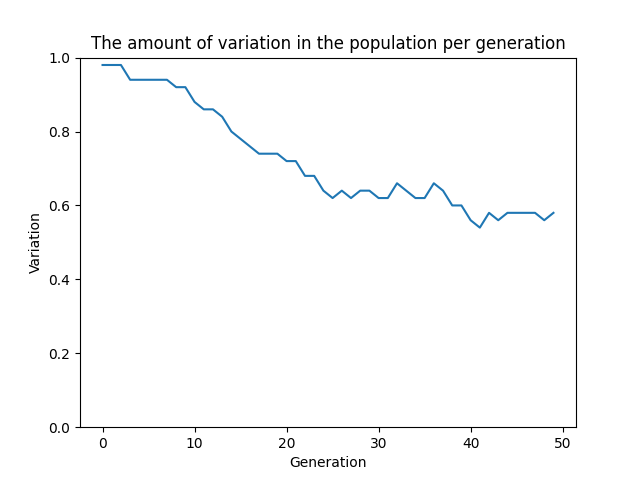 The amount of variation in the population per generation
1.0
0.8
0.6
0.4
0.2
0.0
Variation
0 10 20 30 40 50
Generation